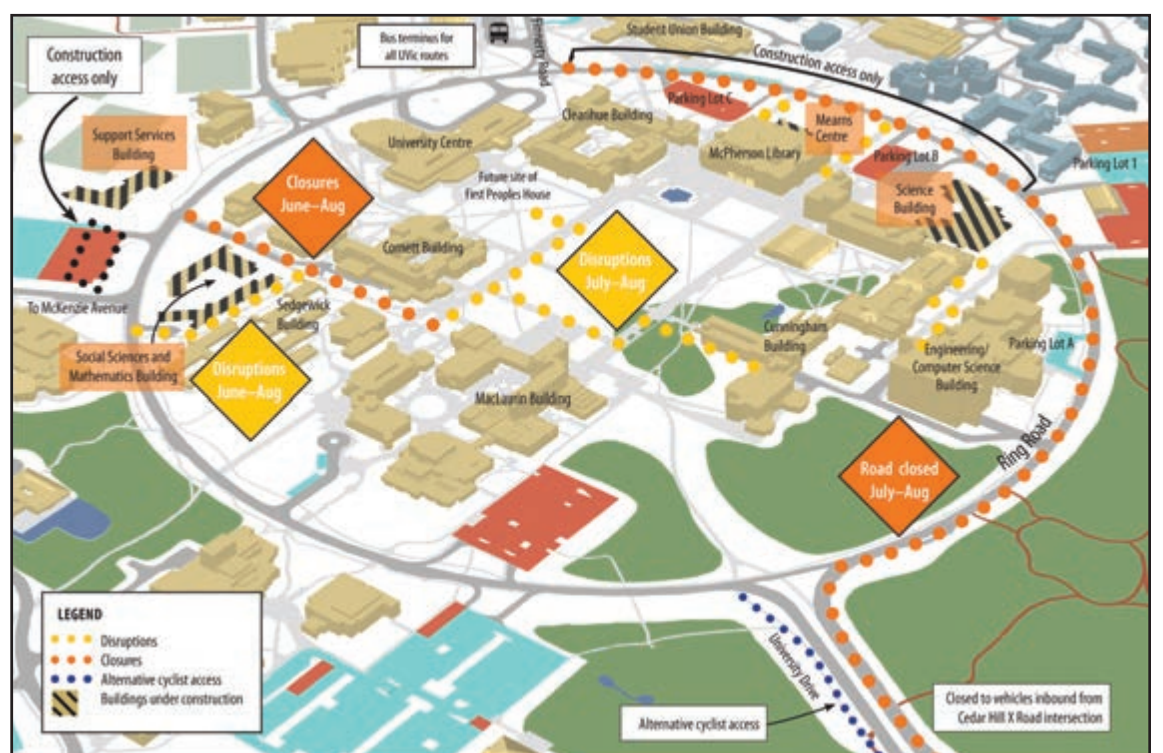 Construction
access only
Bus terminus for
all UVic routes
Finnerty Road
Student Union Building
Construction access only
Support Services
Building
Parking Lot C
Clearihue Building
University Centre
Mearns
Centre
McPherson Library
Parking Lot B
Parking Lot 1
Closures
June–Aug
Future site of
First Peoples House
Science
Building
Cornett Building
Disruptions
July–Aug
To McKenzie Avenue
Sedgewick
Building
Social Sciences and
Mathematics Building
Disruptions
June–Aug
Cunningham
Building
Parking Lot A
Engineering/
Computer Science
Building
MacLaurin Building
Ring Road
Road closed
July–Aug
LEGEND
Disruptions
Closures
Alternative cyclist access
Buildings under construction
University Drive
Alternative cyclist access
Closed to vehicles inbound from
Cedar Hill X Road intersection